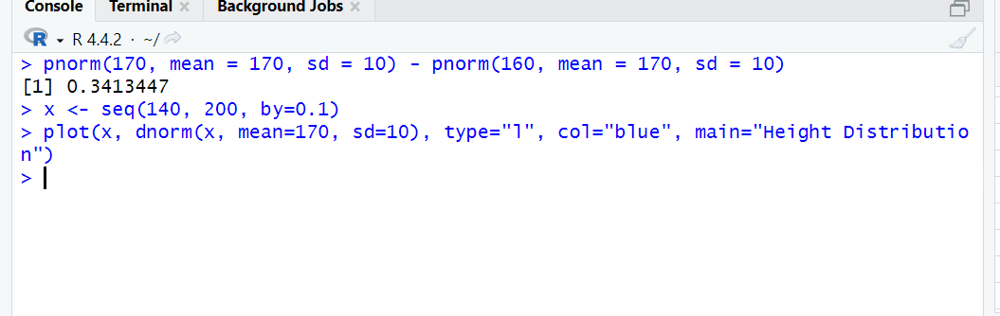 Console Terminal Background Jobs
R R 4.4.2 · ~/
> pnorm(170, mean = 170, sd = 10) - pnorm(160, mean = 170, sd = 10)
[1] 0.3413447
> x <- seq(140, 200, by=0.1)
> plot(x, dnorm(x, mean=170, sd=10), type="l", col="blue", main="Height Distributio
n")
>